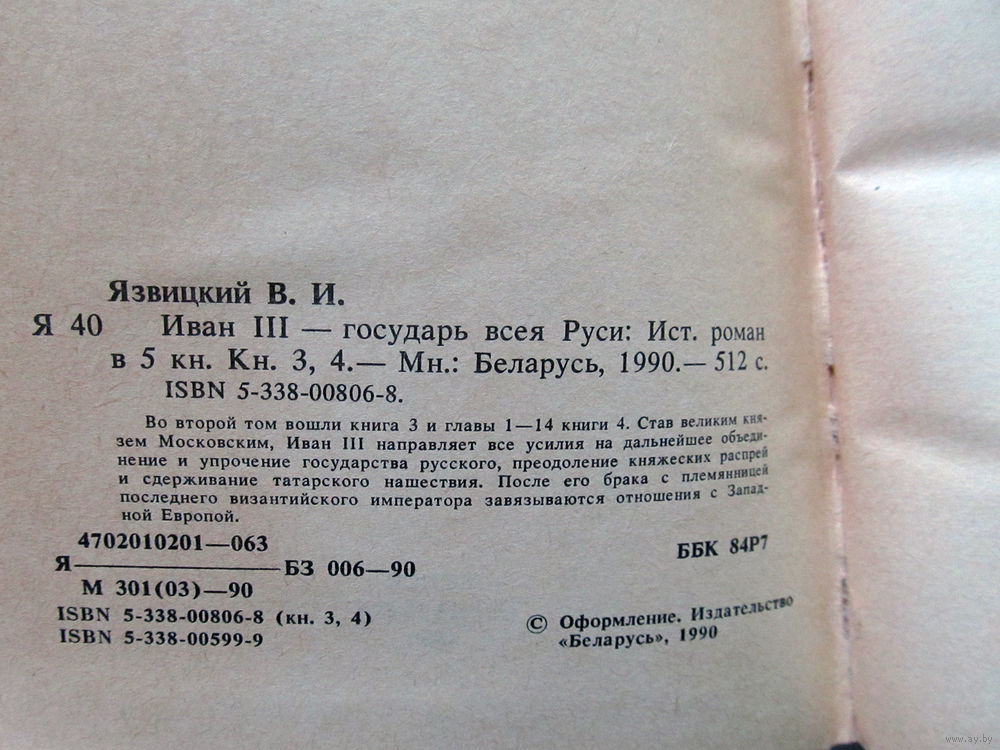 Язвицкий В. И.
Я 40 Иван III — государь всея Руси: Ист. роман
в 5 кн. Кн. 3, 4.— Мн.: Беларусь, 1990.— 512 с.
ISBN 5-338-00806-8.
Во второй том вошли книга 3 и главы 1—14 книги 4. Став великим кня-
зем Московским, Иван III направляет все усилия на дальнейшее объеди-
нение и упрочение государства русского, преодоление княжеских распрей
и сдерживание татарского нашествия. После его брака с племянницей
последнего византийского императора завязываются отношения с Запад-
ной Европой.
4702010201—063
Я————БЗ 006—90
М 301(03)—90
ББК 84Р7
ISBN 5-338-00806-8 (кн. 3, 4)
ISBN 5-338-00599-9
© Оформление. Издательство
«Беларусь», 1990
www.ay.by